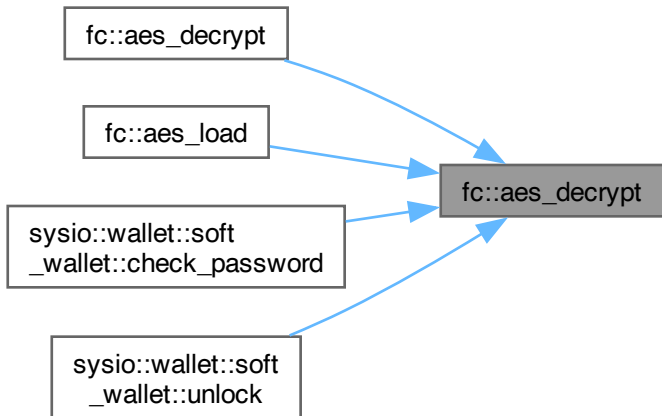 fc::aes_decrypt
fc::aes_load
fc::aes_decrypt
sysio::wallet::soft
_wallet::check_password
sysio::wallet::soft
_wallet::unlock